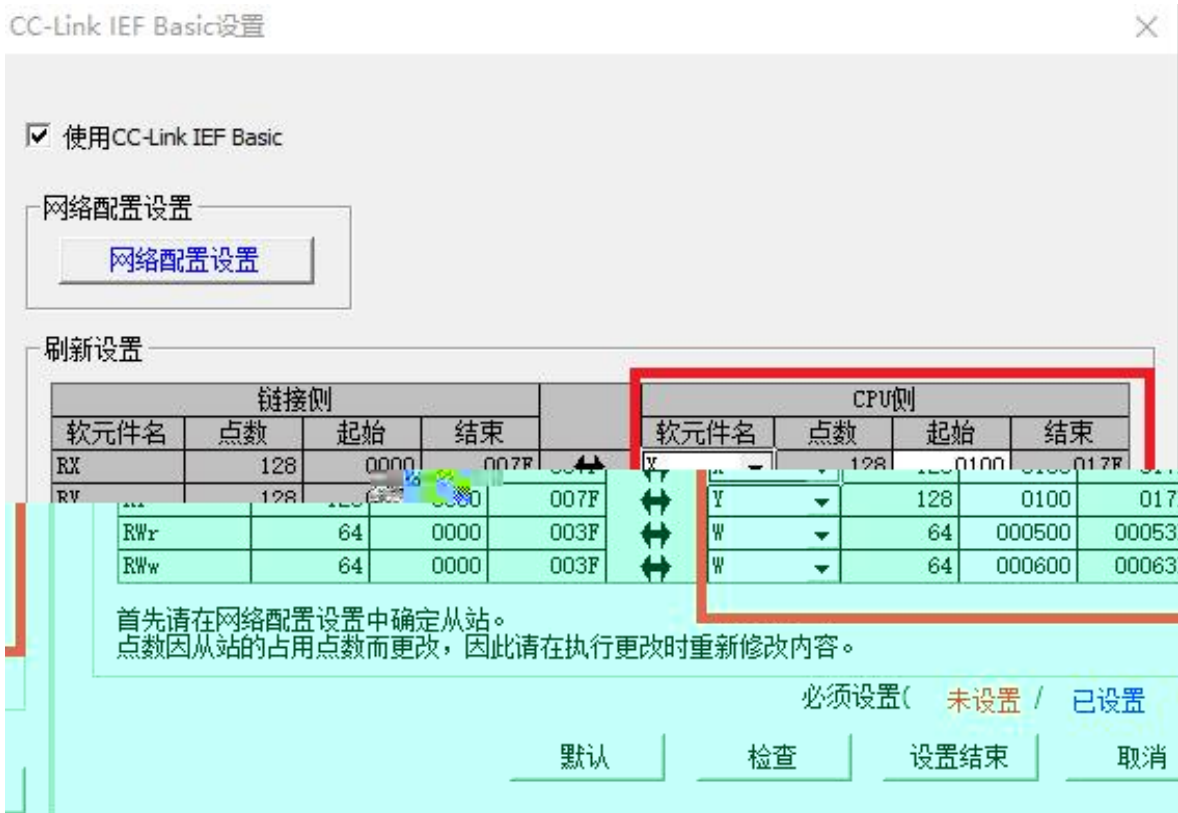 CC-Link IEF Basic设置
使用CC-Link IEF Basic
网络配置设置
网络配置设置
刷新设置
链接侧 CPU侧
软元件名 点数 起始 结束 软元件名 点数 起始 结束
RX 128 0000 007F X 128 0100 017F
RY 128 007F Y 128 0100 017
RWr 64 0000 003F W 64 000500 00053
RWw 64 0000 003F W 64 000600 00063
首先请在网络配置设置中确定从站。
点数因从站的占用点数而更改，因此请在执行更改时重新修改内容。
必须设置( 未设置 / 已设置
默认 检查 设置结束 取消